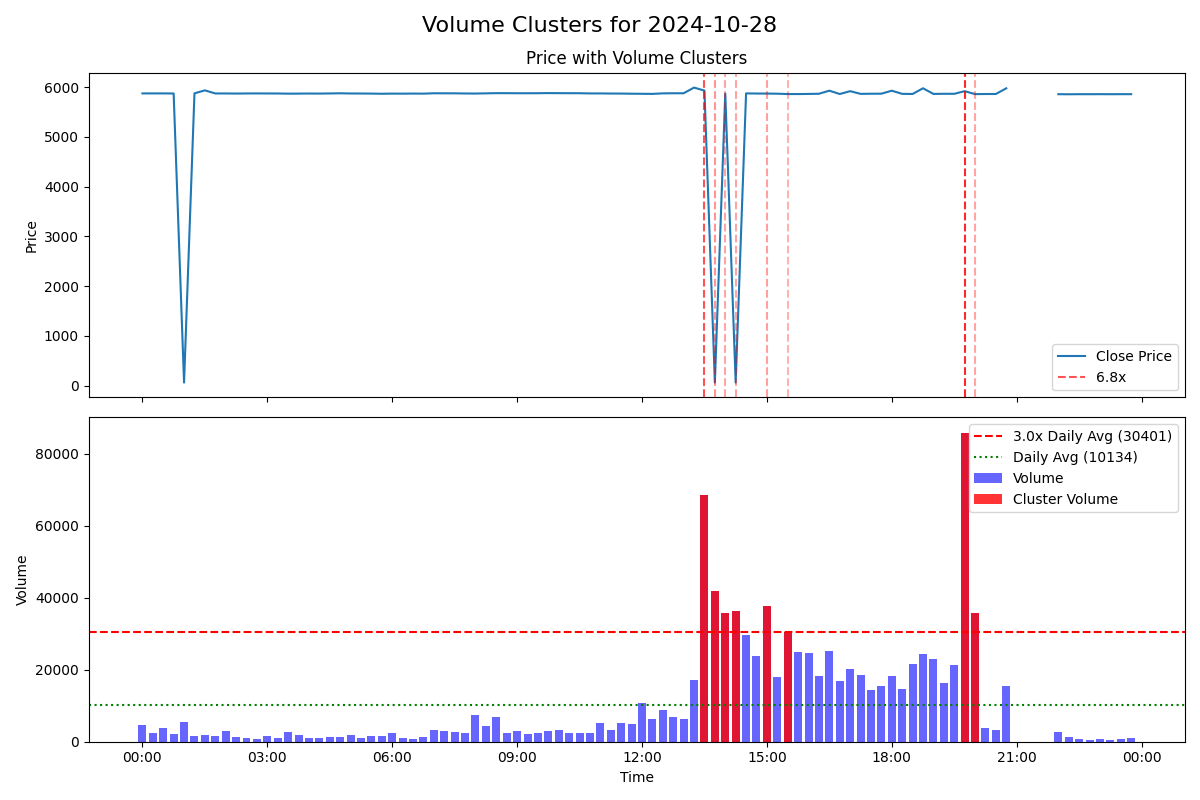 Volume Clusters for 2024-10-28
Price with Volume Clusters
6000
5000
4000
3000
2000
1000
0
Price
Close Price
6.8x
80000
60000
40000
20000
0
Volume
3.0x Daily Avg (30401)
Daily Avg (10134)
Volume
Cluster Volume
00:00 03:00 06:00 09:00 12:00 15:00 18:00 21:00 00:00
Time